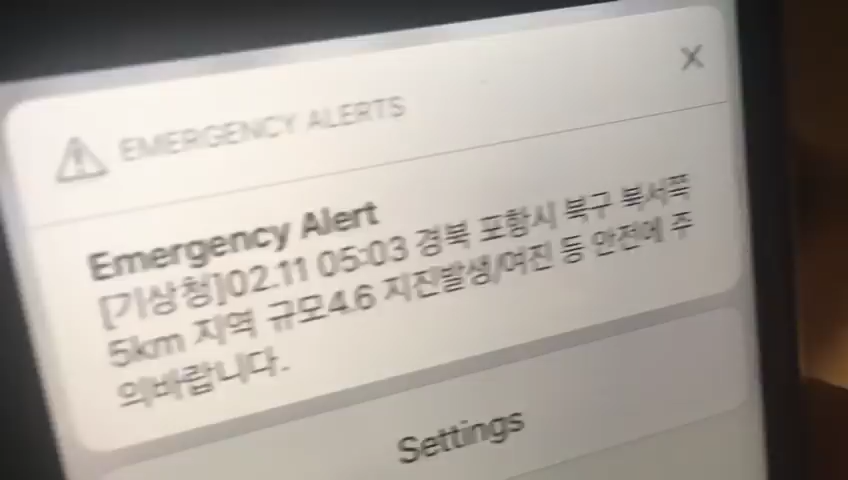 EMERGENCY ALERTS
Emergency Alert
[기상청]02.11 05:03 경북 포항시 북구 북서쪽
5km 지역 규모4.6 지진발생/여진 등 안전에 주
의바랍니다.
Settings